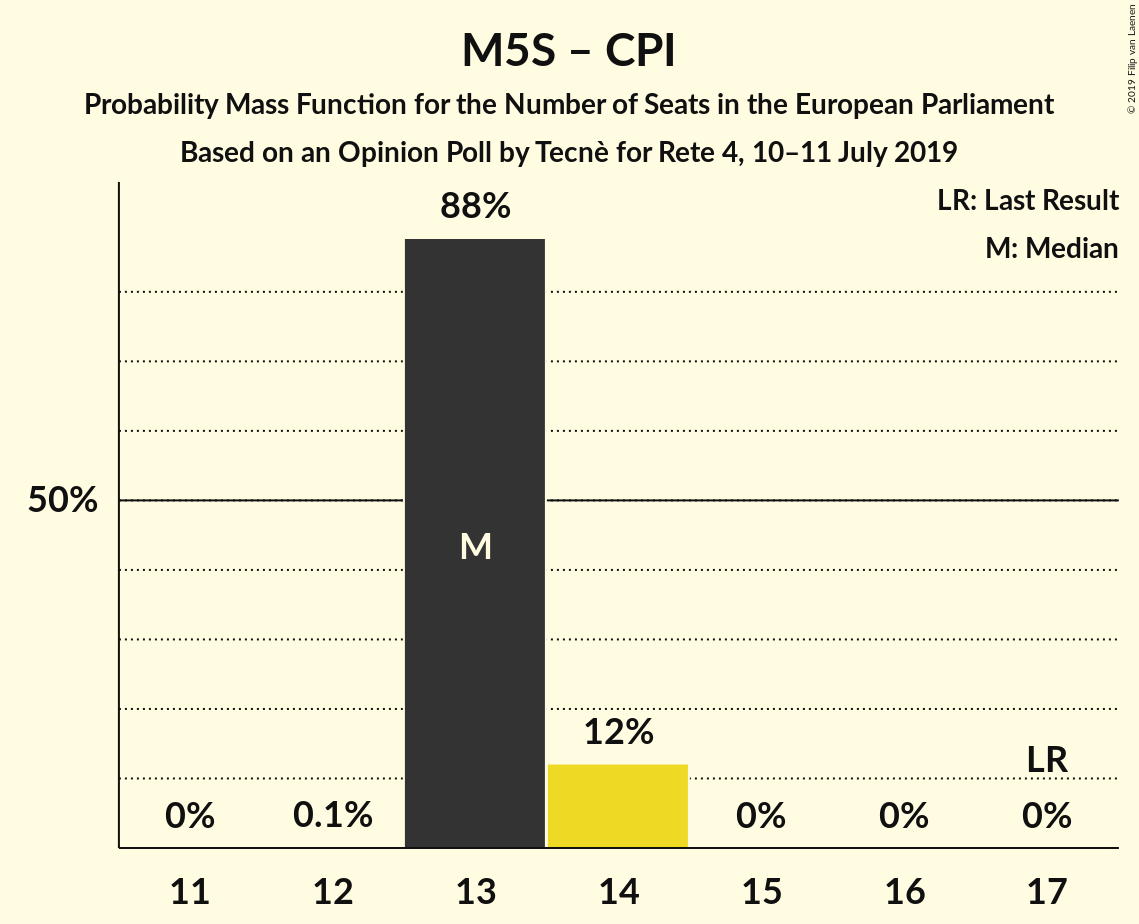 M5S – CPI
Probability Mass Function for the Number of Seats in the European Parliament
Based on an Opinion Poll by Tecnè for Rete 4, 10–11 July 2019
© 2019 Filip van Laenen
LR: Last Result
M: Median
88%
50%
M
12%
LR
0% 0.1% 0% 0% 0%
11 12 13 14 15 16 17